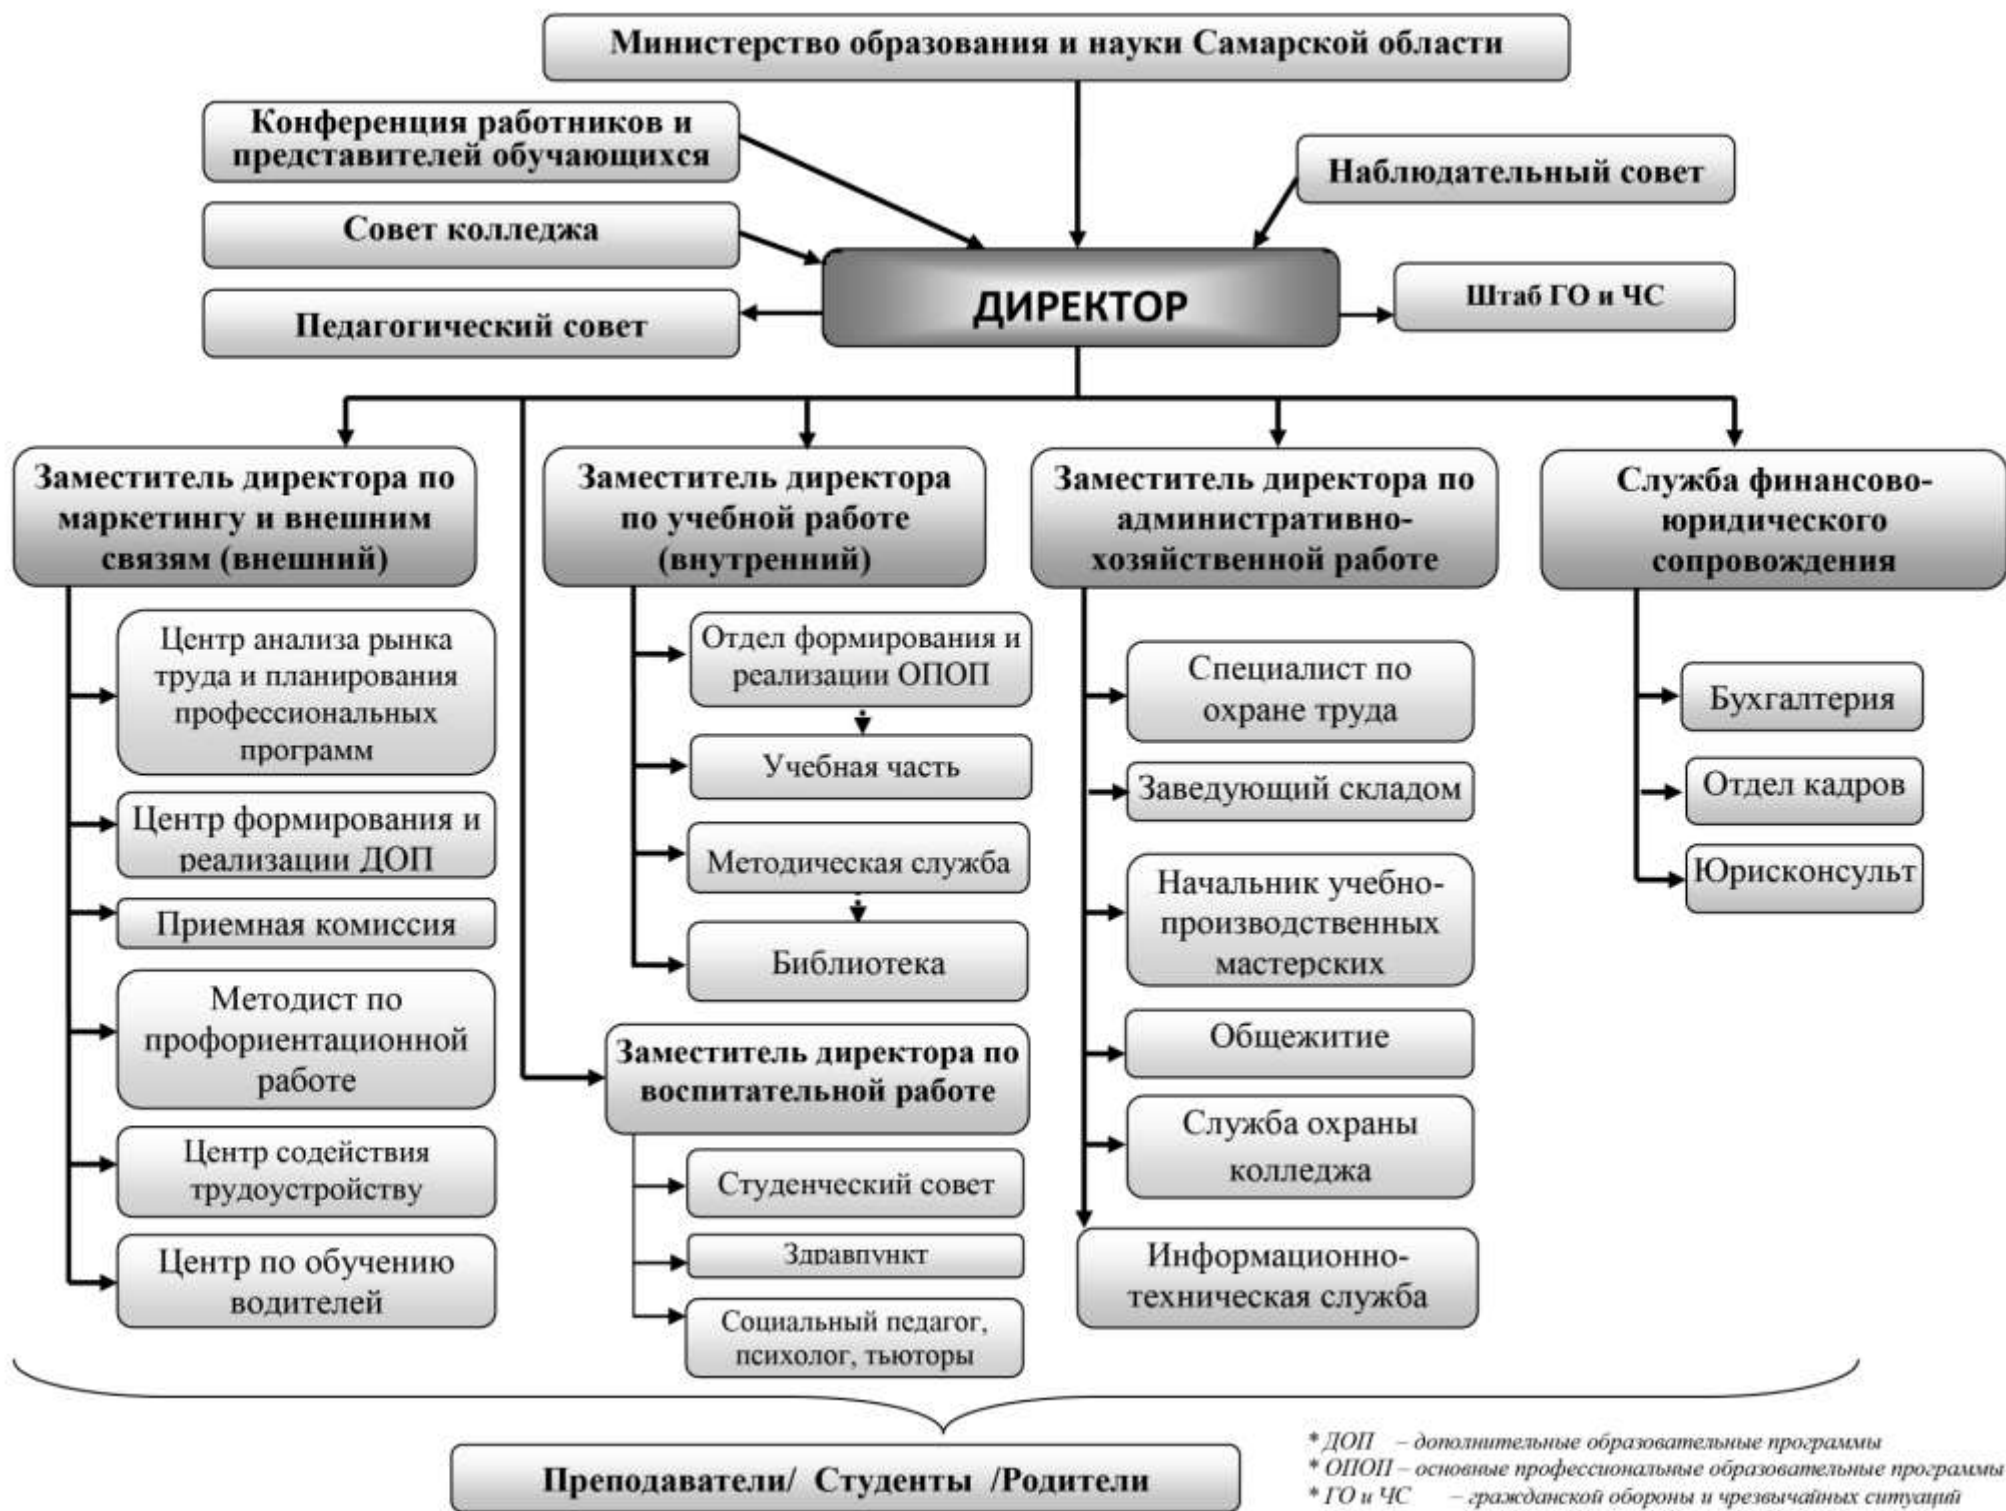 Министерство образования и науки Самарской области
Конференция работников и
представителей обучающихся
Наблюдательный совет
Совет колледжа
ДИРЕКТОР
Штаб ГО и ЧС
Педагогический совет
Заместитель директора по
маркетингу и внешним
связям (внешний)
Центр анализа рынка
труда и планирования
профессиональных
программ
Центр формирования и
реализации ДОП
Приемная комиссия
Методист по
профориентационной
работе
Центр содействия
трудоустройству
Центр по обучению
водителей
Заместитель директора
по учебной работе
(внутренний)
Отдел формирования и
реализации ОПОП
Учебная часть
Методическая служба
Библиотека
Заместитель директора по
воспитательной работе
Студенческий совет
Здравпункт
Социальный педагог,
психолог, тьюторы
Заместитель директора по
административно-
хозяйственной работе
Специалист по
охране труда
Заведующий складом
Начальник учебно-
производственных
мастерских
Общежитие
Служба охраны
колледжа
Информационно-
техническая служба
Служба финансово-
юридического
сопровождения
Бухгалтерия
Отдел кадров
Юрисконсульт
Преподаватели/ Студенты /Родители
* ДОП – дополнительные образовательные программы
* ОПОП – основные профессиональные образовательные программы
* ГО и ЧС – гражданской обороны и чрезвычайных ситуаций